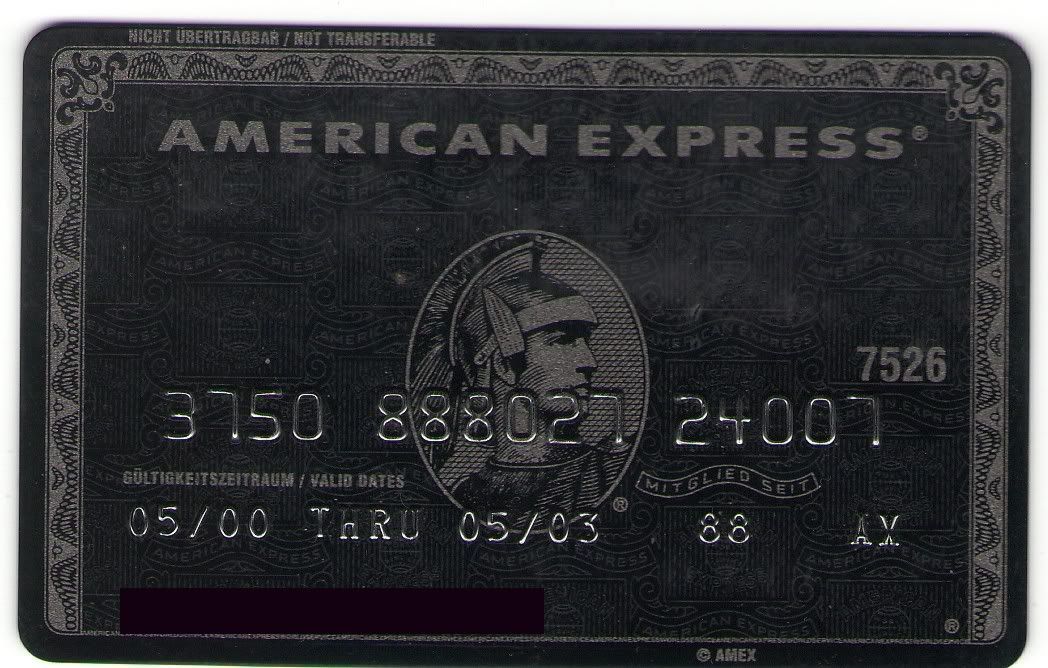 NICHT ÜBERTRAGBAR / NOT TRANSFERABLE
AMERICAN EXPRESS®
7526
3750 888027 24007
GÜLTIGKEITSZEITRAUM / VALID DATES
MITGLIED SEIT
05/00 THRU 05/03 88 AX
© AMEX